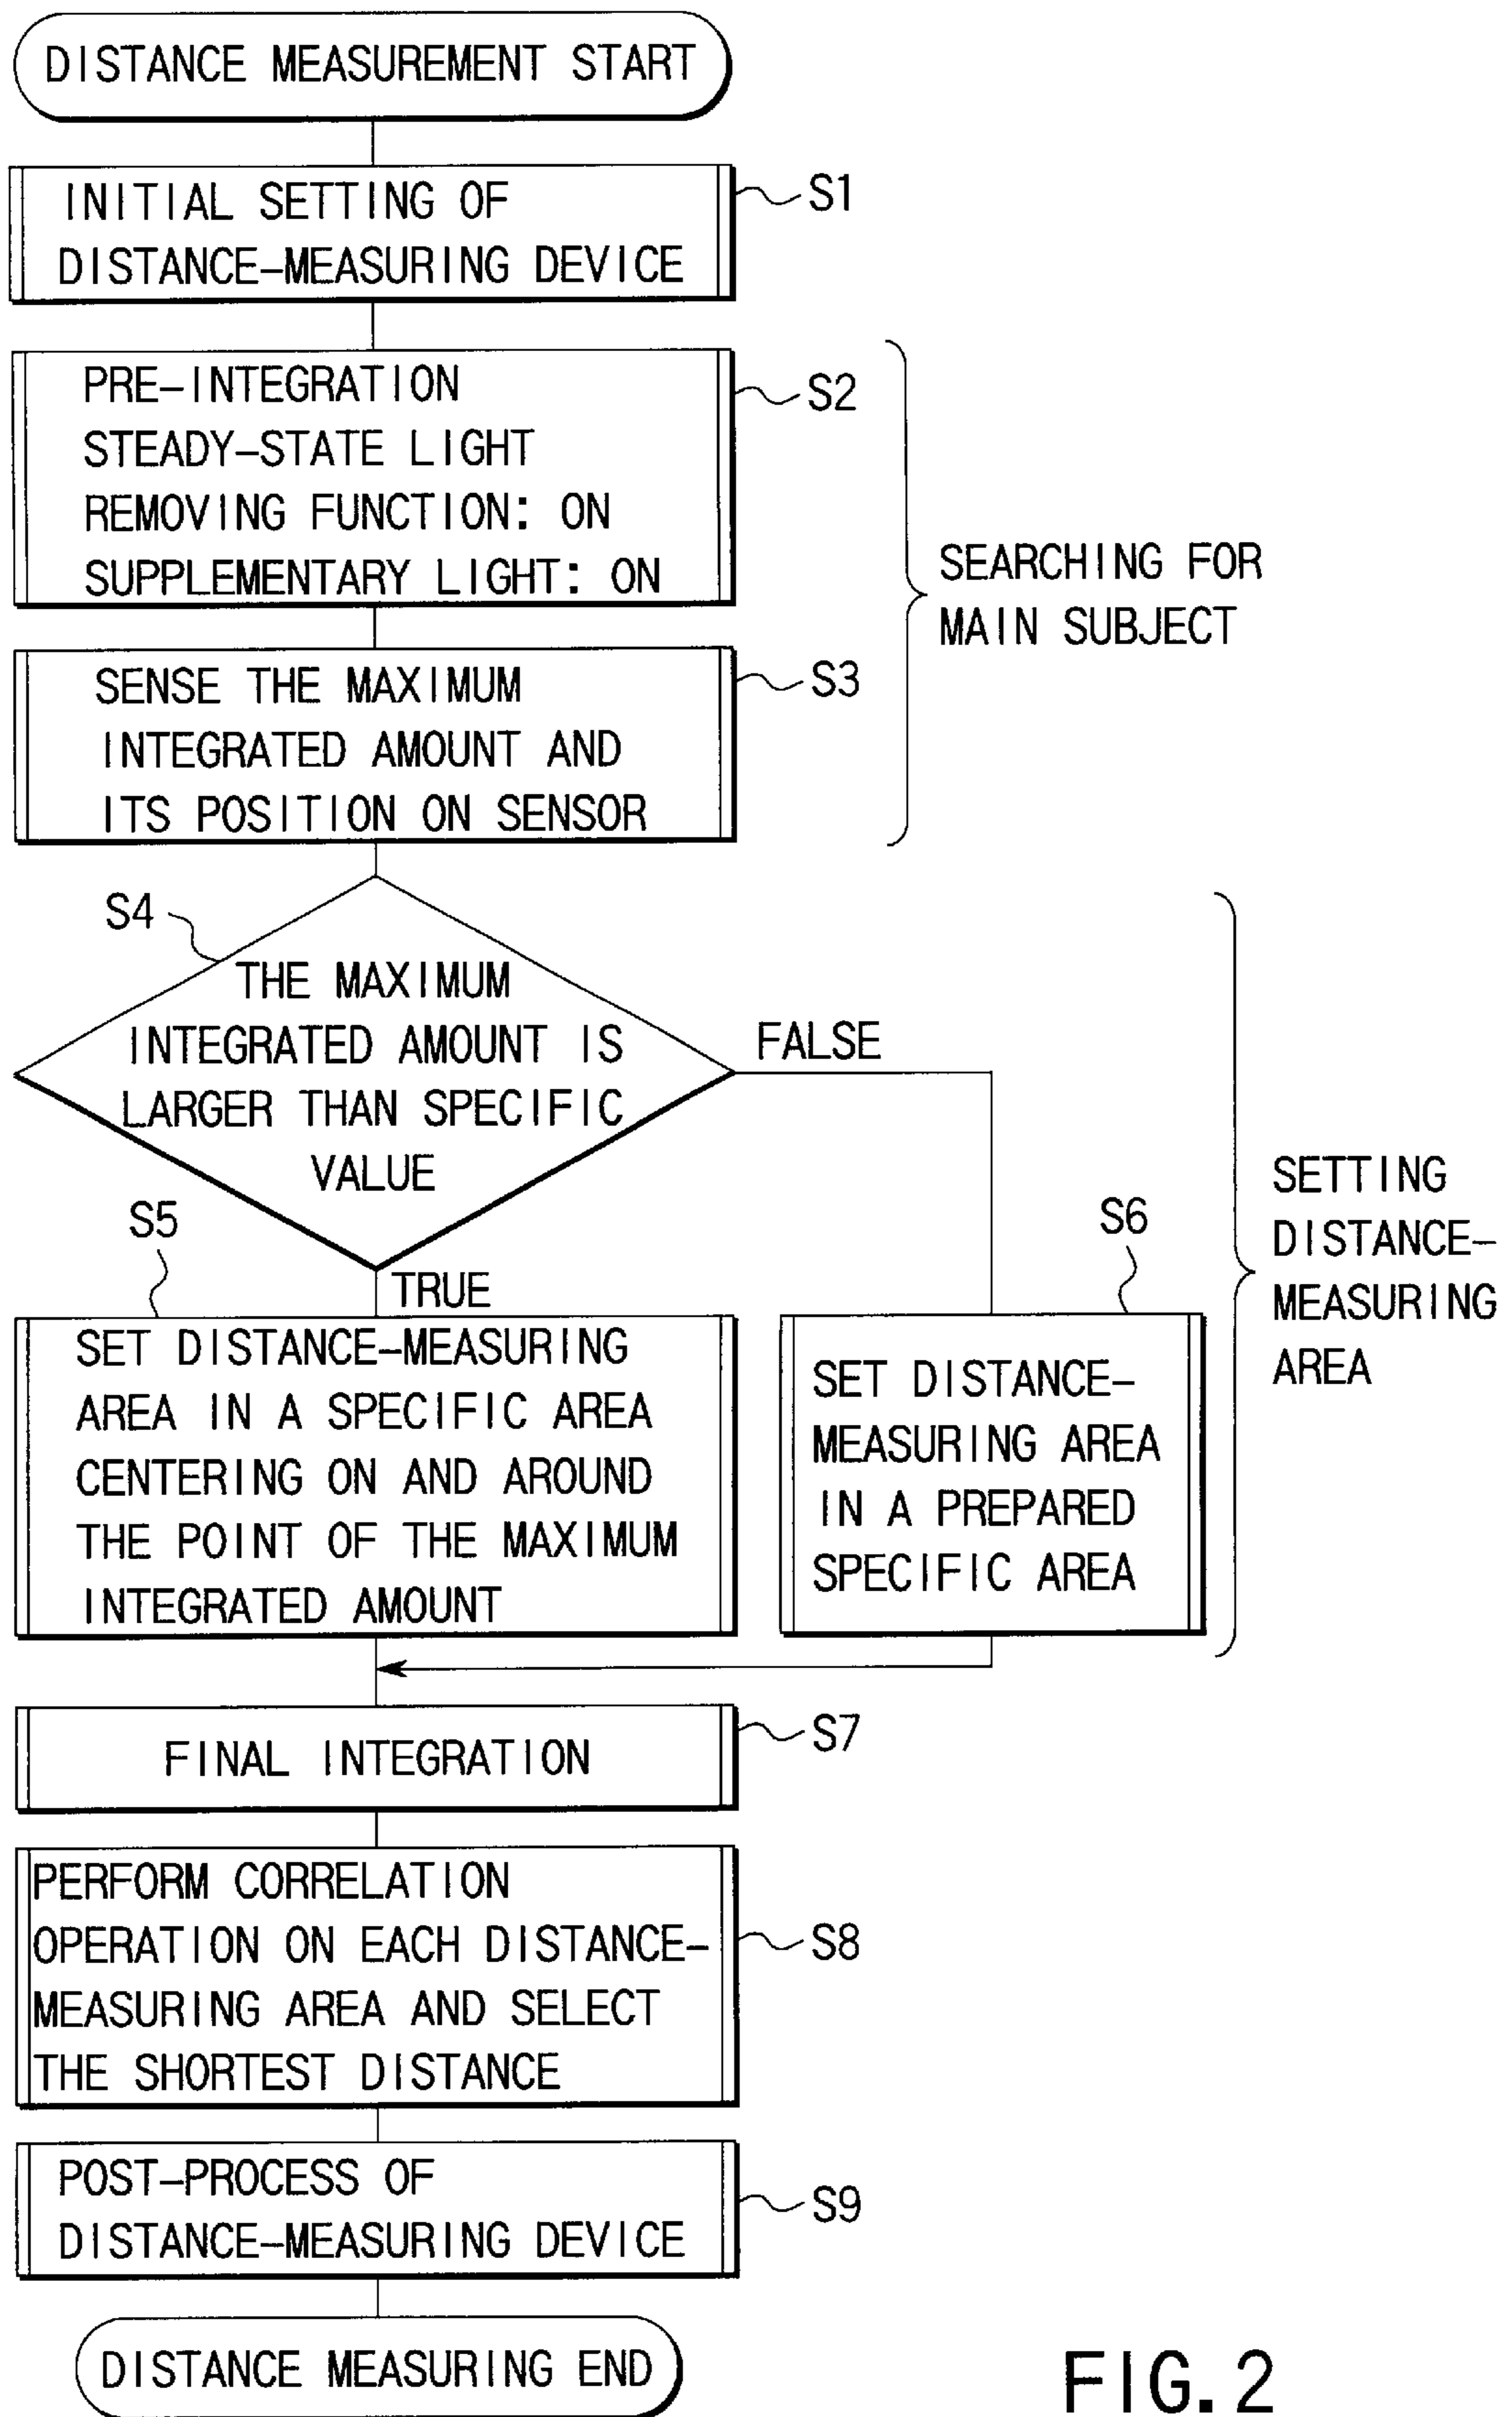 DISTANCE MEASUREMENT START
INITIAL SETTING OF
DISTANCE-MEASURING DEVICE
S1
PRE-INTEGRATION
STEADY-STATE LIGHT
REMOVING FUNCTION: ON
SUPPLEMENTARY LIGHT: ON
S2
SENSE THE MAXIMUM
INTEGRATED AMOUNT AND
ITS POSITION ON SENSOR
S3
SEARCHING FOR
MAIN SUBJECT
S4
THE MAXIMUM
INTEGRATED AMOUNT IS
LARGER THAN SPECIFIC
VALUE
FALSE
TRUE
S5
SET DISTANCE-MEASURING
AREA IN A SPECIFIC AREA
CENTERING ON AND AROUND
THE POINT OF THE MAXIMUM
INTEGRATED AMOUNT
S6
SET DISTANCE-
MEASURING AREA
IN A PREPARED
SPECIFIC AREA
SETTING
DISTANCE-
MEASURING
AREA
FINAL INTEGRATION
S7
PERFORM CORRELATION
OPERATION ON EACH DISTANCE-
MEASURING AREA AND SELECT
THE SHORTEST DISTANCE
S8
POST-PROCESS OF
DISTANCE-MEASURING DEVICE
S9
DISTANCE MEASURING END
FIG. 2